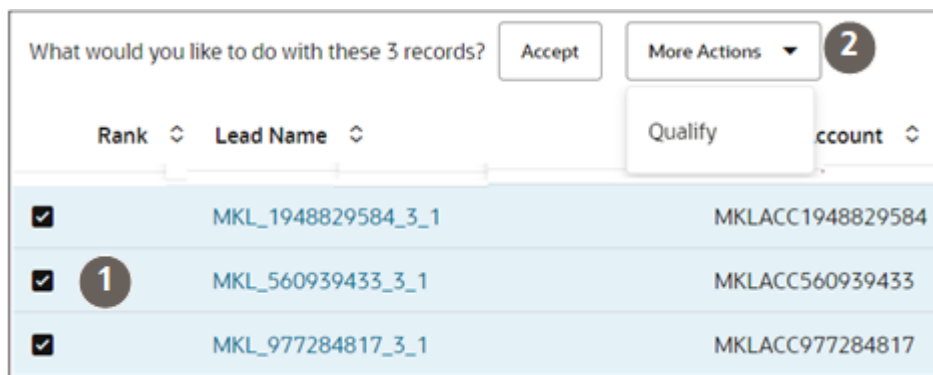 What would you like to do with these 3 records? Accept More Actions 2
Rank Lead Name Qualify ccount
MKL_1948829584_3_1 MKLACC1948829584
1 MKL_560939433_3_1 MKLACC560939433
MKL_977284817_3_1 MKLACC977284817